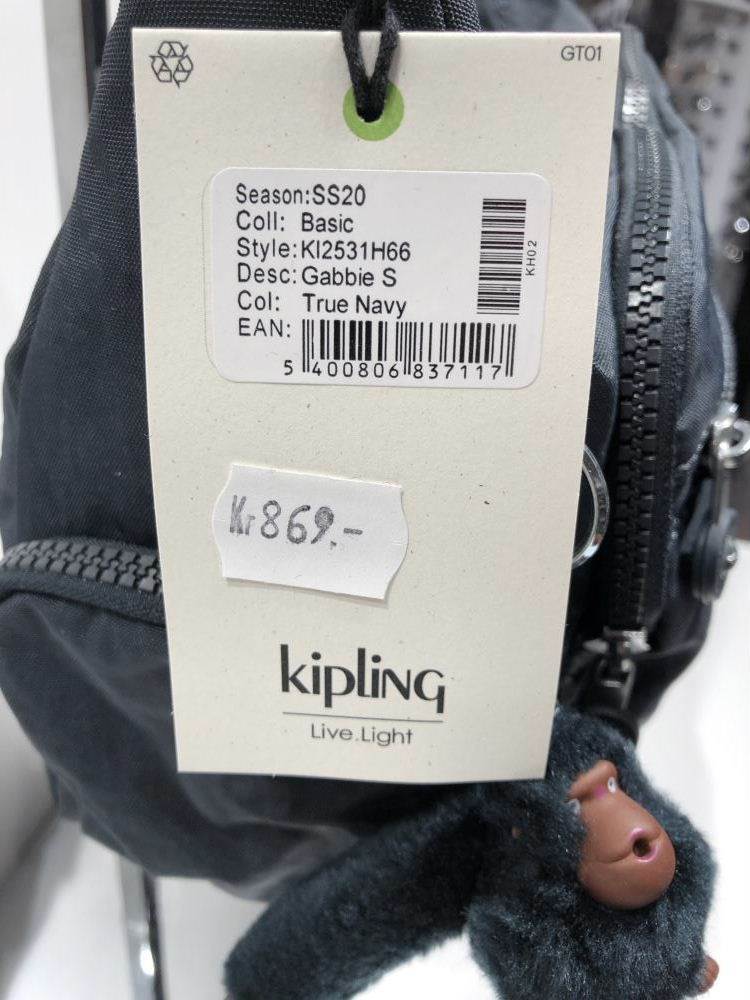 GT01
Season:SS20
Coll: Basic
Style:KI2531H66
Desc:Gabbie S
Col: True Navy
EAN:
5 400806 837117
KH02
Kr869.-
kipling
Live.Light